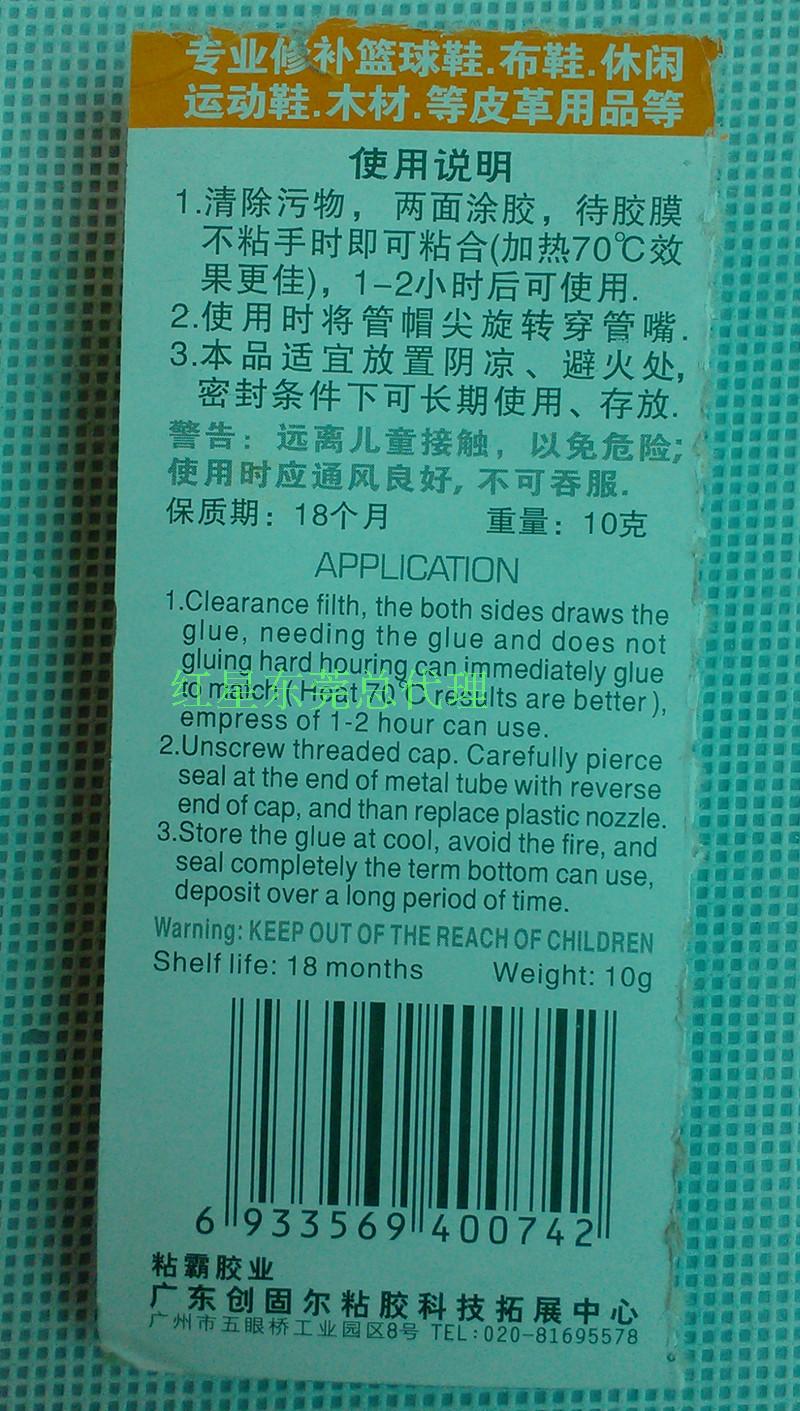 专业修补篮球鞋.布鞋.休闲
运动鞋.木材.等皮革用品等
使用说明
1.清除污物，两面涂胶，待胶膜
不粘手时即可粘合(加热70℃效
果更佳)，1-2小时后可使用.
2.使用时将管帽尖旋转穿管嘴.
3.本品适宜放置阴凉、避火处,
密封条件下可长期使用、存放.
警告：远离儿童接触，以免危险;
使用时应通风良好,不可吞服.
保质期：18个月 重量：10克
APPLICATION
1.Clearance filth, the both sides draws the
glue, needing the glue and does not
gluing hard houring can immediately glue
to match (Heat 70℃ results are better),
红星东莞总代理
empress of 1-2 hour can use.
2.Unscrew threaded cap. Carefully pierce
seal at the end of metal tube with reverse
end of cap, and than replace plastic nozzle.
3.Store the glue at cool, avoid the fire, and
seal completely the term bottom can use,
deposit over a long period of time.
Warning: KEEP OUT OF THE REACH OF CHILDREN
Shelf life: 18 months Weight: 10g
6 933569 400742
粘霸胶业
广东创固尔粘胶科技拓展中心
广州市五眼桥工业园区8号 TEL:020-81695578